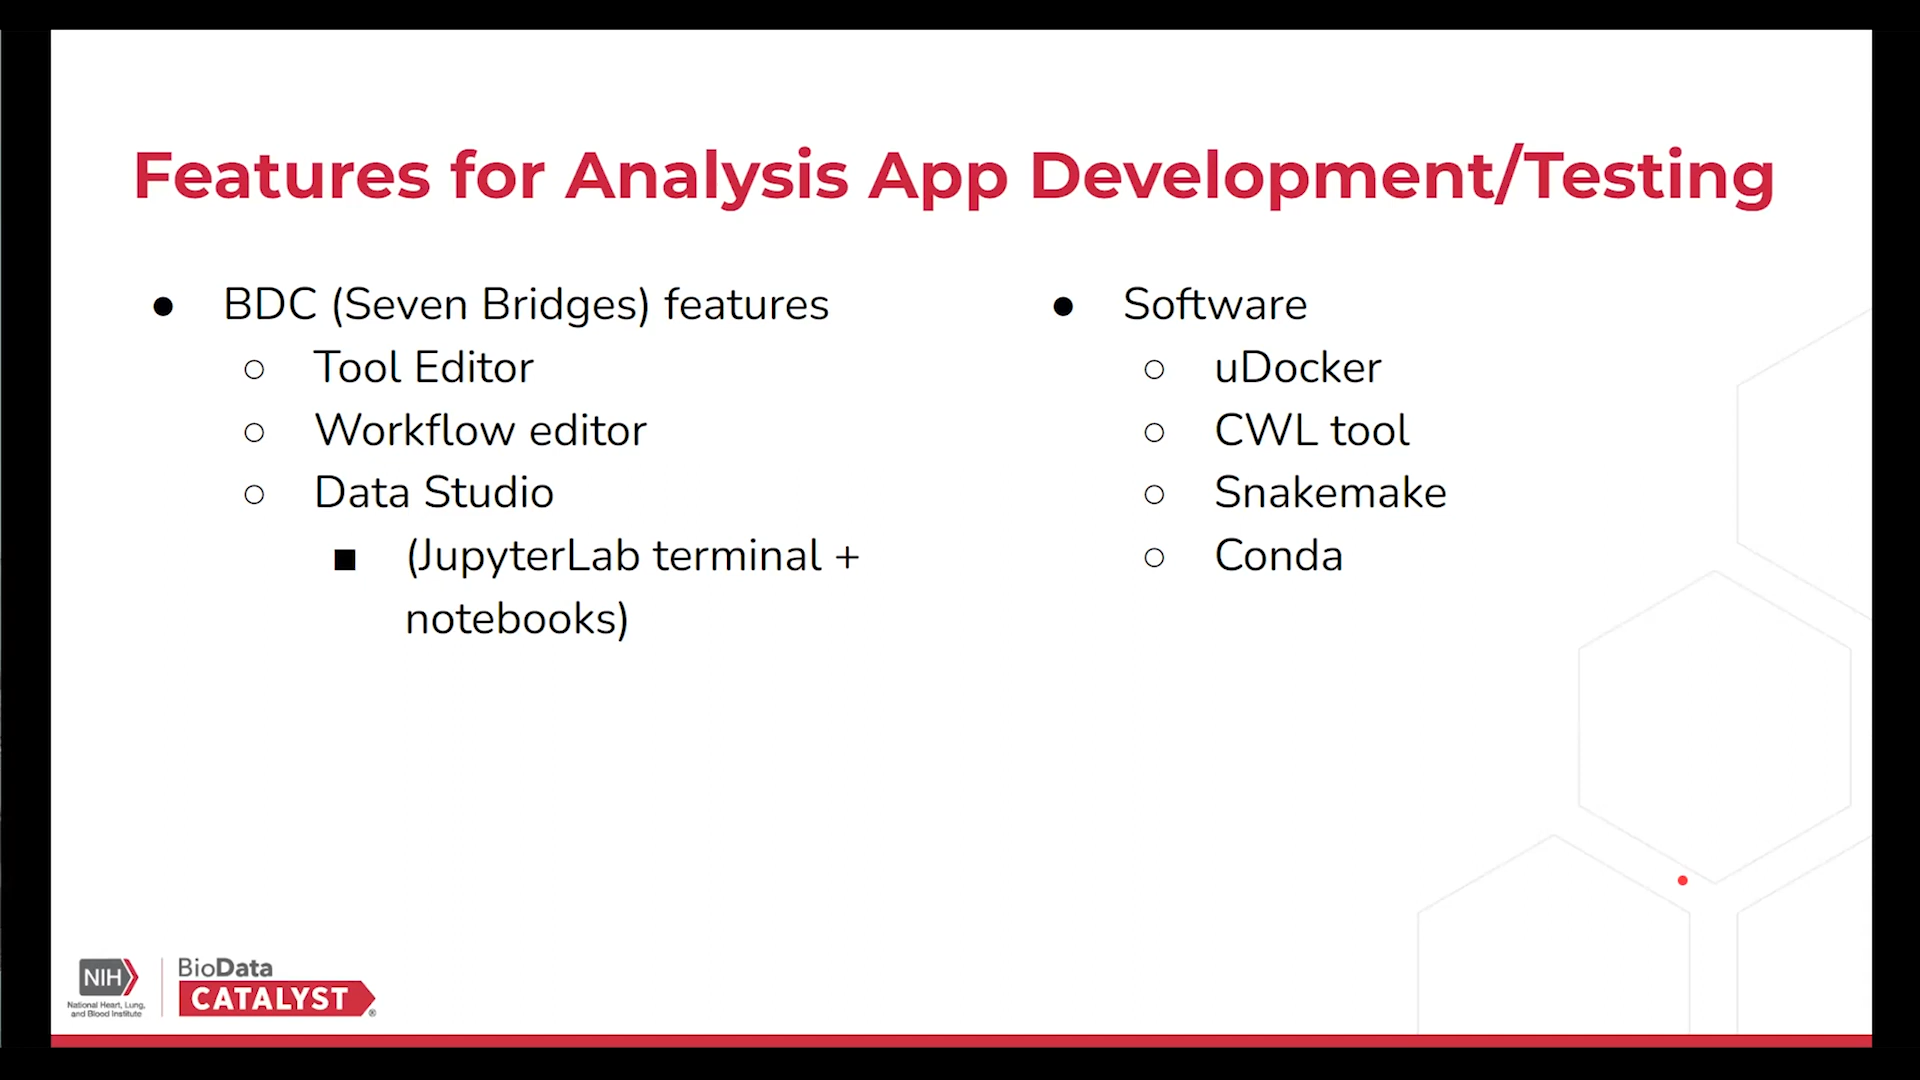 Features for Analysis App Development/Testing
● BDC (Seven Bridges) features
○ Tool Editor
○ Workflow editor
○ Data Studio
■ (JupyterLab terminal +
notebooks)
● Software
○ uDocker
○ CWL tool
○ Snakemake
○ Conda
NIH
National Heart, Lung,
and Blood Institute
BioData
CATALYST®